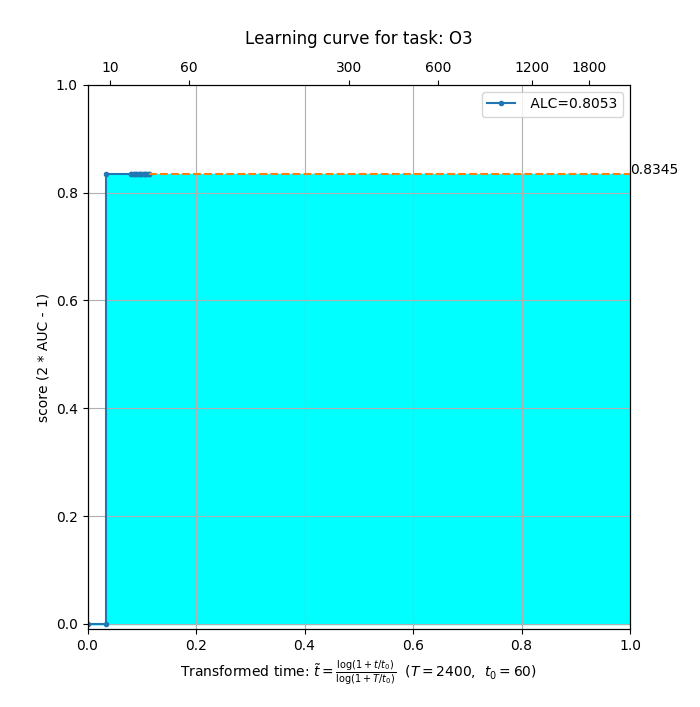 Learning curve for task: O3
10 60 300 600 1200 1800
1.0
ALC=0.8053
0.8345
0.8
0.6
0.4
0.2
0.0
score (2 * AUC - 1)
0.0 0.2 0.4 0.6 0.8 1.0
Transformed time: t̃ = log(1 + t/t₀) / log(1 + T/t₀) (T = 2400, t₀ = 60)